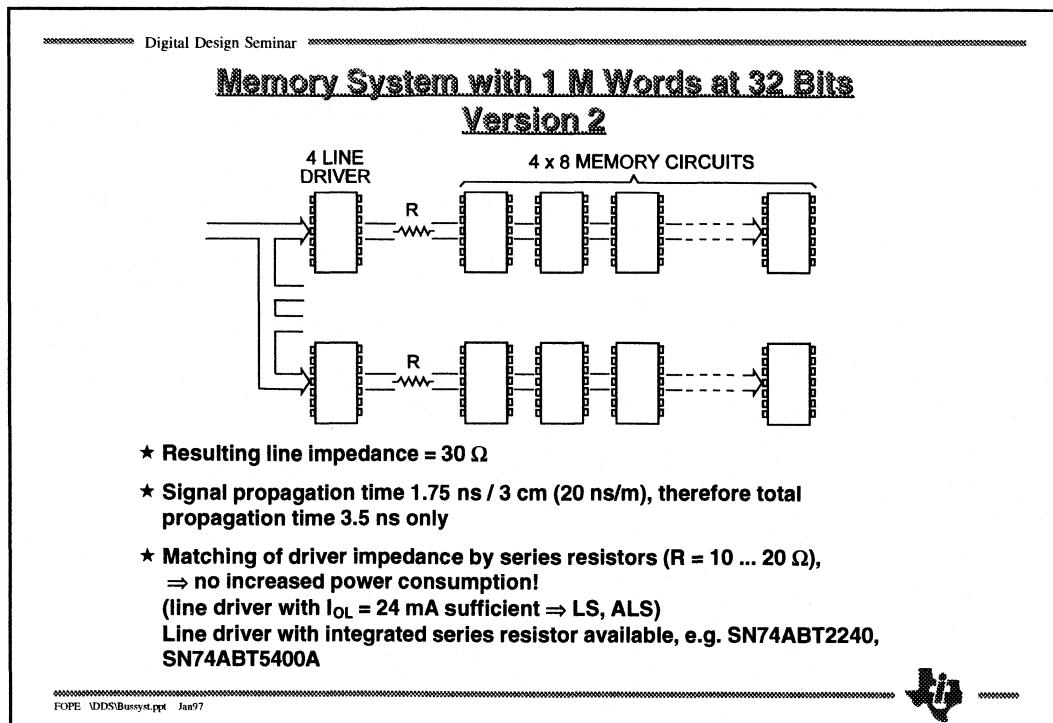 Digital Design Seminar
Memory System with 1 M Words at 32 Bits
Version 2
4 LINE
DRIVER
4 x 8 MEMORY CIRCUITS
R
R
★ Resulting line impedance = 30 Ω
★ Signal propagation time 1.75 ns / 3 cm (20 ns/m), therefore total
propagation time 3.5 ns only
★ Matching of driver impedance by series resistors (R = 10 ... 20 Ω),
⇒ no increased power consumption!
(line driver with IOL = 24 mA sufficient ⇒ LS, ALS)
Line driver with integrated series resistor available, e.g. SN74ABT2240,
SN74ABT5400A
FOPE \DDS\Bussyst.ppt Jan97